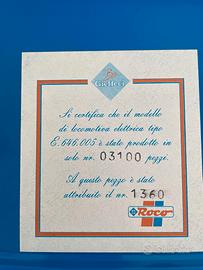 Gieffeci
Si certifica che il modello
di locomotiva elettrica tipo
E.646.005 è stato prodotto in
solo nr. 03100 pezzi.
A questo pezzo è stato
attribuito il nr. 1360
Roco